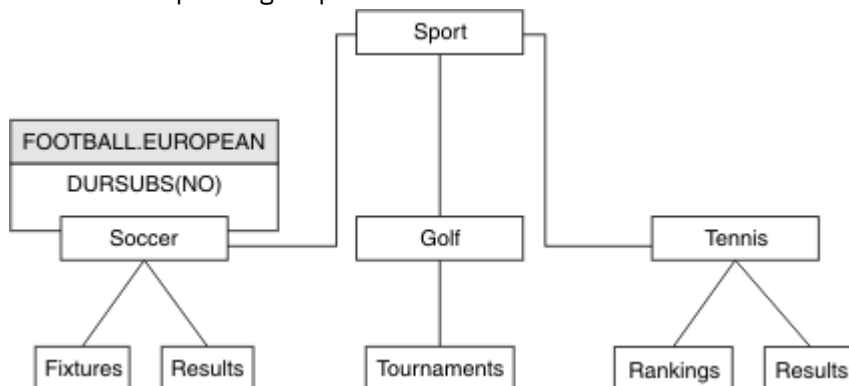 Sport
FOOTBALL.EUROPEAN
DURSUBS(NO)
Soccer
Golf
Tennis
Fixtures
Results
Tournaments
Rankings
Results